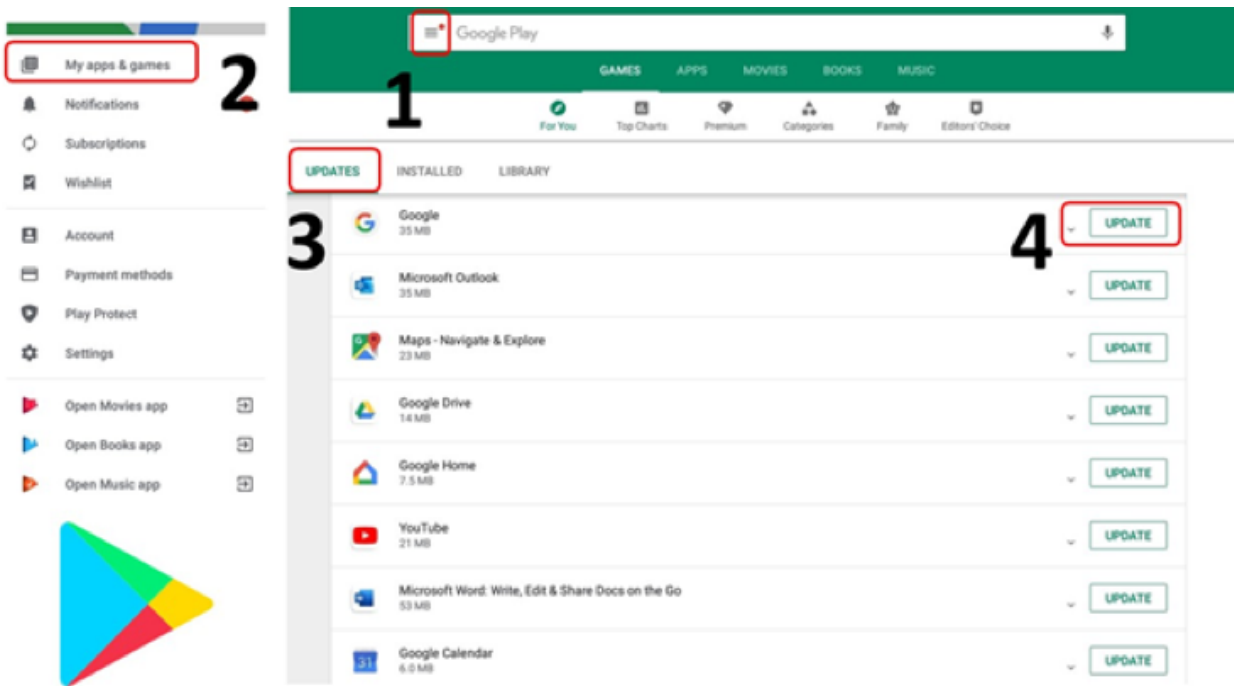 My apps & games
2
Notifications
Subscriptions
Wishlist
Account
Payment methods
Play Protect
Settings
Open Movies app
Open Books app
Open Music app
Google Play
1
GAMES APPS MOVIES BOOKS MUSIC
For You Top Charts Premium Categories Family Editors' Choice
UPDATES INSTALLED LIBRARY
3
Google
35 MB
4
UPDATE
Microsoft Outlook
35 MB
UPDATE
Maps - Navigate & Explore
23 MB
UPDATE
Google Drive
14 MB
UPDATE
Google Home
7.5 MB
UPDATE
YouTube
21 MB
UPDATE
Microsoft Word: Write, Edit & Share Docs on the Go
53 MB
UPDATE
31
Google Calendar
6.0 MB
UPDATE